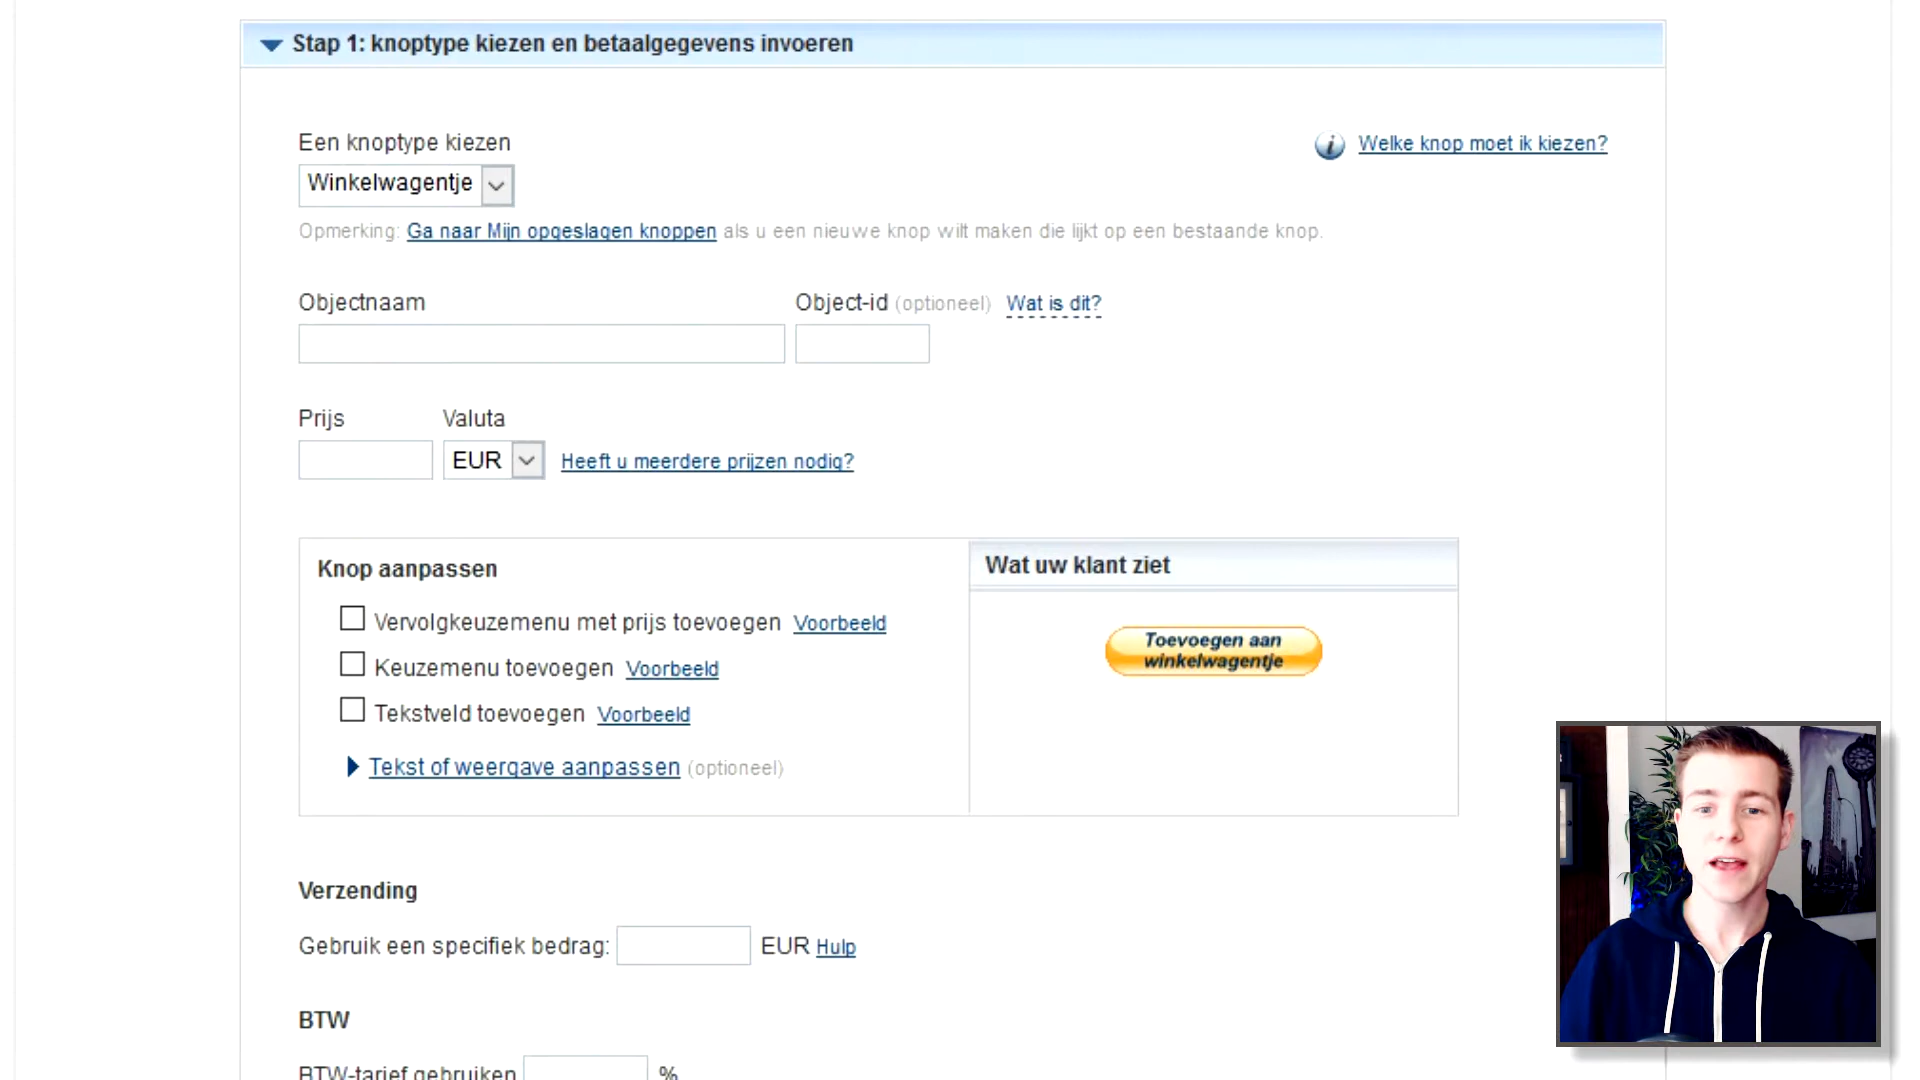 Stap 1: knoptype kiezen en betaalgegevens invoeren
Een knoptype kiezen
Welke knop moet ik kiezen?
Winkelwagentje
Opmerking: Ga naar Mijn opgeslagen knoppen als u een nieuwe knop wilt maken die lijkt op een bestaande knop.
Objectnaam
Object-id (optioneel) Wat is dit?
Prijs
Valuta
EUR
Heeft u meerdere prijzen nodig?
Knop aanpassen
Vervolgkeuzemenu met prijs toevoegen Voorbeeld
Keuzemenu toevoegen Voorbeeld
Tekstveld toevoegen Voorbeeld
Tekst of weergave aanpassen (optioneel)
Wat uw klant ziet
Toevoegen aan
winkelwagentje
Verzending
Gebruik een specifiek bedrag: EUR Hulp
BTW
BTW-tarief gebruiken %